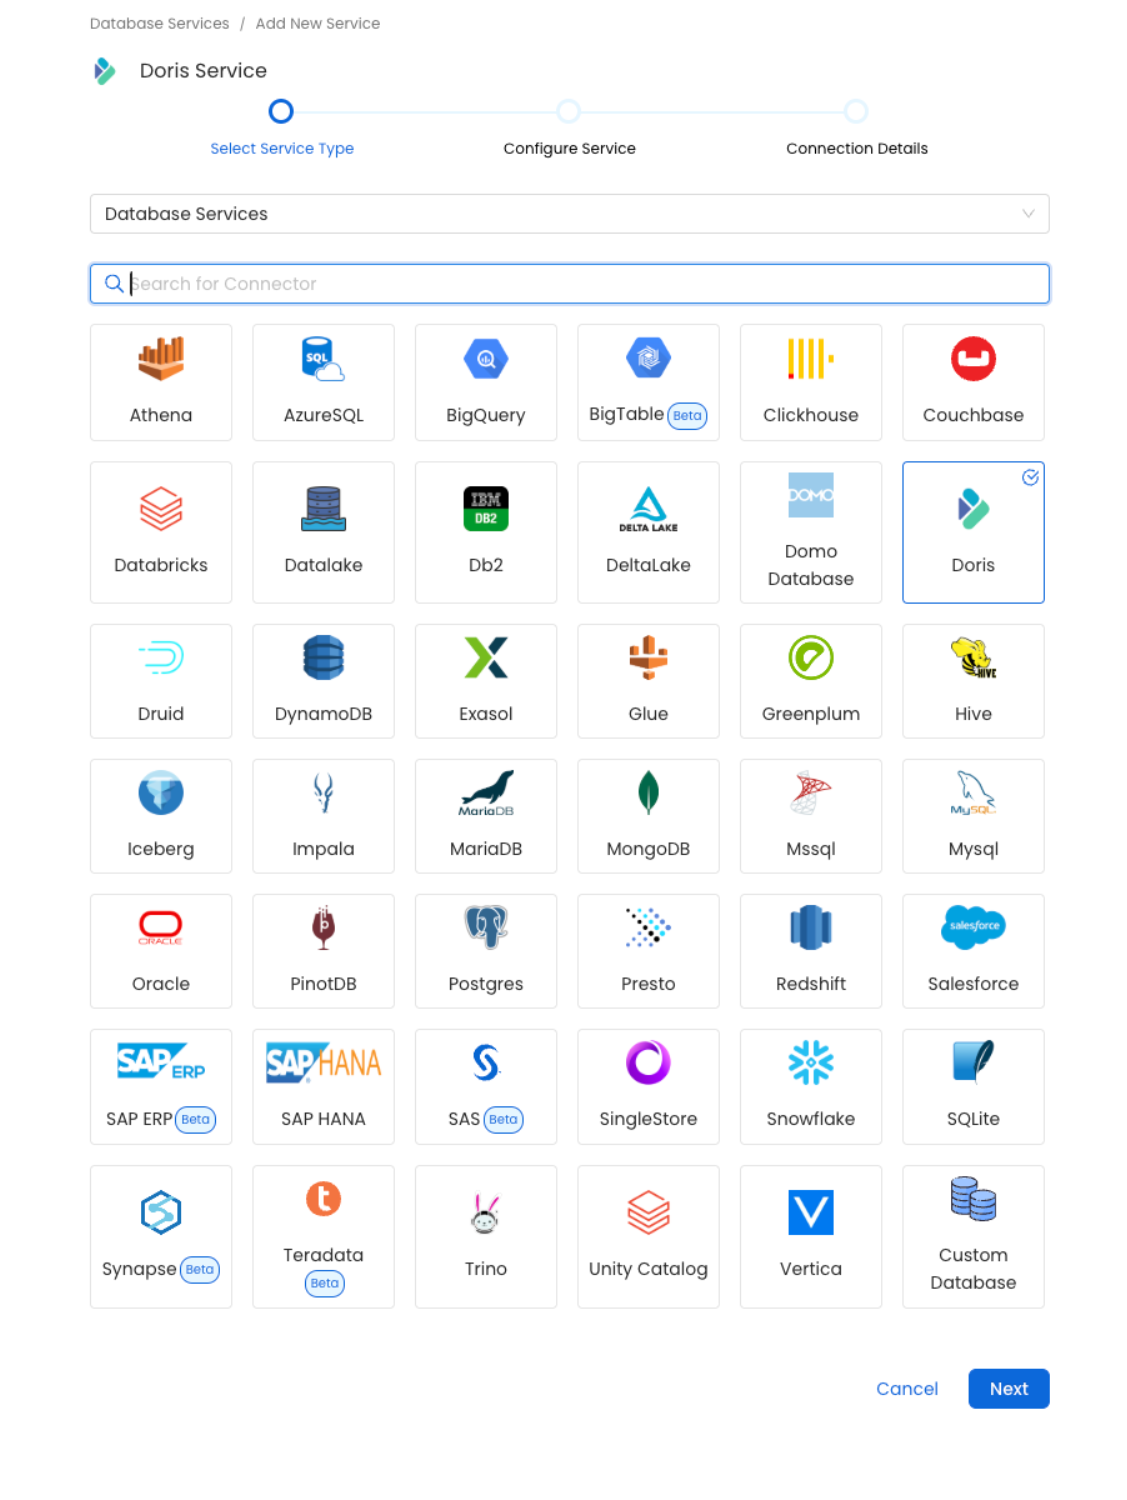 Database Services / Add New Service
Doris Service
Select Service Type
Configure Service
Connection Details
Database Services
Search for Connector
Athena
SQL
AzureSQL
BigQuery
BigTable Beta
Clickhouse
Couchbase
Databricks
Datalake
IBM
DB2
Db2
DELTA LAKE
DeltaLake
DOMO
Domo
Database
Doris
Druid
DynamoDB
Exasol
Glue
Greenplum
HIVE
Hive
Iceberg
Impala
MariaDB
MariaDB
MongoDB
Mssql
MySQL
Mysql
ORACLE
Oracle
PinotDB
Postgres
Presto
Redshift
salesforce
Salesforce
SAP ERP
SAP ERP Beta
SAP HANA
SAP HANA
SAS Beta
SingleStore
Snowflake
SQLite
Synapse Beta
t
Teradata
Beta
Trino
Unity Catalog
V
Vertica
Custom
Database
Cancel
Next